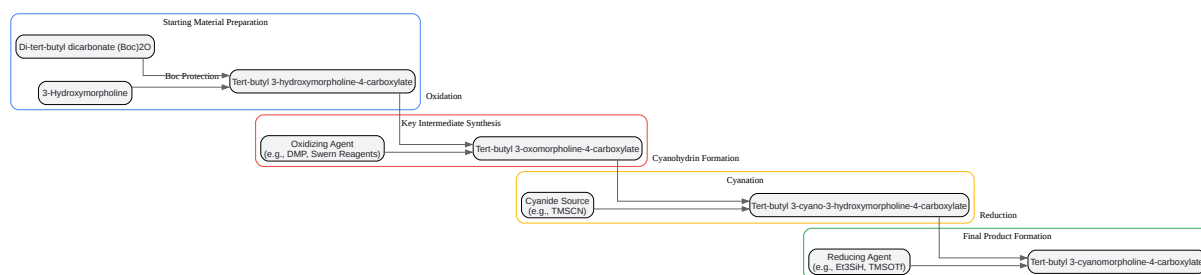 Starting Material Preparation
Di-tert-butyl dicarbonate (Boc)2O
Boc Protection
3-Hydroxymorpholine
Tert-butyl 3-hydroxymorpholine-4-carboxylate
Oxidation
Key Intermediate Synthesis
Oxidizing Agent
(e.g., DMP, Swern Reagents)
Tert-butyl 3-oxomorpholine-4-carboxylate
Cyanohydrin Formation
Cyanation
Cyanide Source
(e.g., TMSCN)
Tert-butyl 3-cyano-3-hydroxymorpholine-4-carboxylate
Reduction
Final Product Formation
Reducing Agent
(e.g., Et3SiH, TMSOTf)
Tert-butyl 3-cyanomorpholine-4-carboxylate